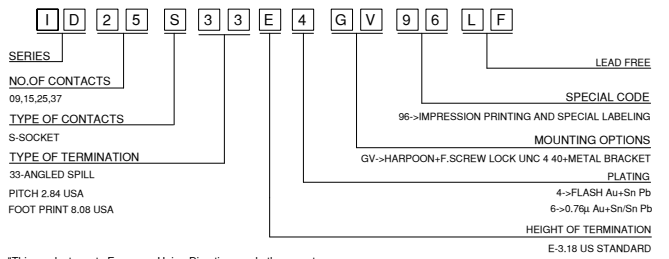 I D 2 5 S 3 3 E 4 G V 9 6 L F
SERIES
LEAD FREE
NO.OF CONTACTS
09,15,25,37
SPECIAL CODE
96->IMPRESSION PRINTING AND SPECIAL LABELING
TYPE OF CONTACTS
S-SOCKET
MOUNTING OPTIONS
GV->HARPOON+F.SCREW LOCK UNC 4 40+METAL BRACKET
TYPE OF TERMINATION
33-ANGLED SPILL
PITCH 2.84 USA
FOOT PRINT 8.08 USA
PLATING
4->FLASH Au+Sn Pb
6->0.76µ Au+Sn/Sn Pb
HEIGHT OF TERMINATION
E-3.18 US STANDARD